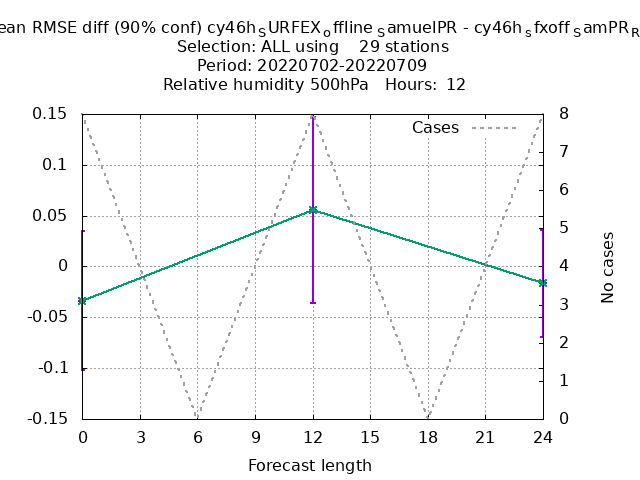 ean RMSE diff (90% conf) cy46h_SURFEX_offline_SamuelPR - cy46h_sfxoff_SamPR_R
Selection: ALL using    29 stations
Period: 20220702-20220709
Relative humidity 500hPa   Hours:  12
Cases
0.15
0.1
0.05
0
-0.05
-0.1
-0.15
8
7
6
5
4
3
2
1
0
No cases
0 3 6 9 12 15 18 21 24
Forecast length